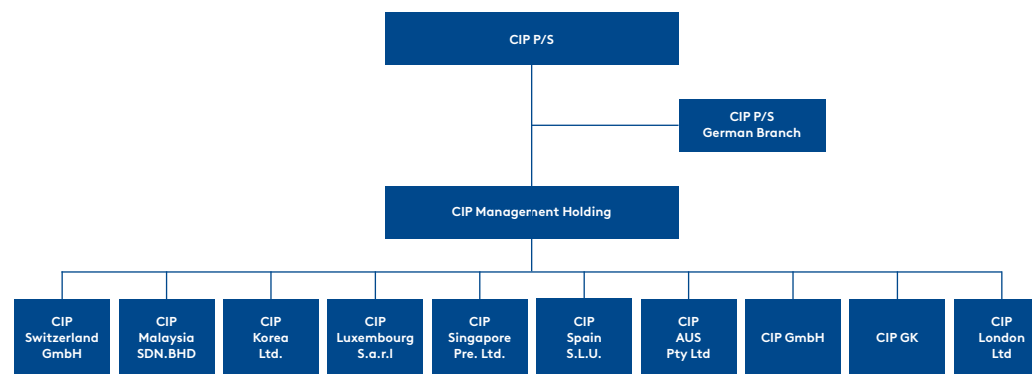 CIP P/S
CIP P/S
German Branch
CIP Management Holding
CIP
Switzerland
GmbH
CIP
Malaysia
SDN.BHD
CIP
Korea
Ltd.
CIP
Luxembourg
S.a.r.l
CIP
Singapore
Pre. Ltd.
CIP
Spain
S.L.U.
CIP
AUS
Pty Ltd
CIP GmbH
CIP GK
CIP
London
Ltd